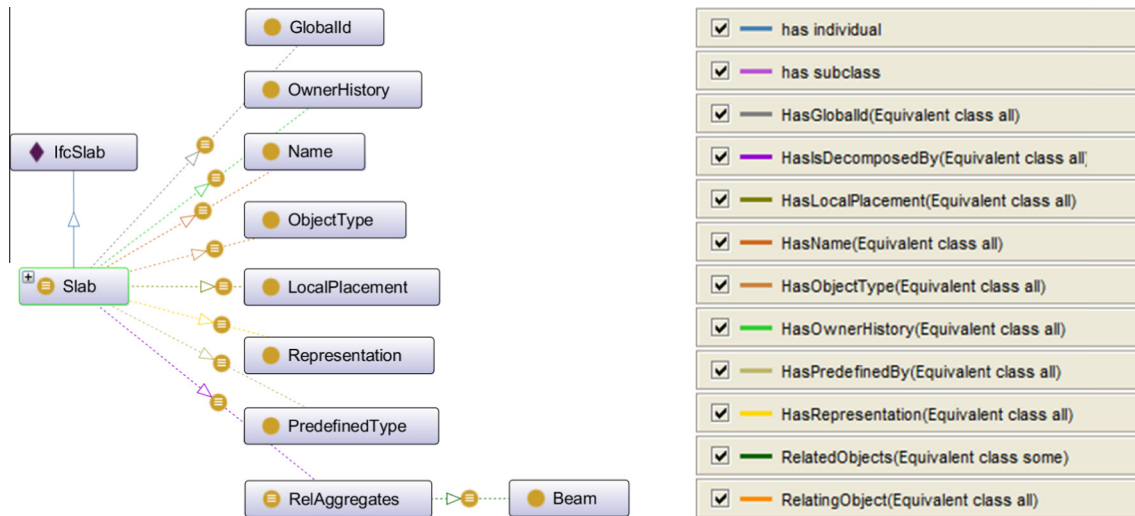 GlobalId
OwnerHistory
Name
IfcSlab
ObjectType
Slab
LocalPlacement
Representation
PredefinedType
RelAggregates
Beam
has individual
has subclass
HasGlobalId(Equivalent class all)
HasIsDecomposedBy(Equivalent class all)
HasLocalPlacement(Equivalent class all)
HasName(Equivalent class all)
HasObjectType(Equivalent class all)
HasOwnerHistory(Equivalent class all)
HasPredefinedBy(Equivalent class all)
HasRepresentation(Equivalent class all)
RelatedObjects(Equivalent class some)
RelatingObject(Equivalent class all)